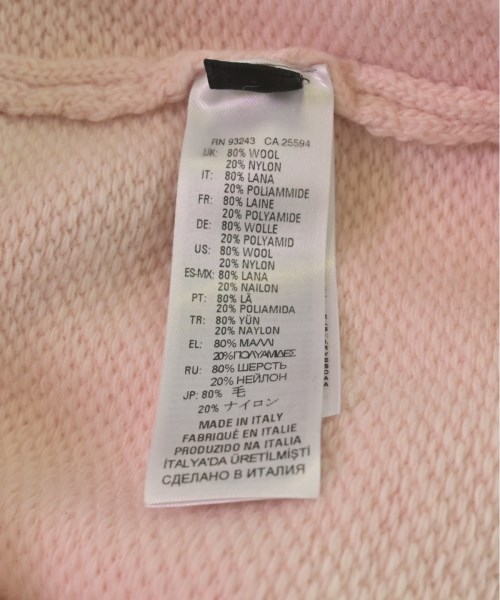 RN 93243 CA 25594
UK: 80% WOOL
20% NYLON
IT: 80% LANA
20% POLIAMMIDE
FR: 80% LAINE
20% POLYAMIDE
DE: 80% WOLLE
20% POLYAMID
US: 80% WOOL
20% NYLON
ES-MX: 80% LANA
20% NAILON
PT: 80% LÃ
20% POLIAMIDA
TR: 80% YÜN
20% NAYLON
EL: 80% ΜΑΛΛΙ
20% ΠΟΛΥΑΜΙΔΕΣ
RU: 80% ШЕРСТЬ
20% НЕЙЛОН
JP: 80% 毛
20% ナイロン
MADE IN ITALY
FABRIQUÉ EN ITALIE
PRODUZIDO NA ITALIA
İTALYA'DA ÜRETILMİŞTİ
СДЕЛАНО В ИТАЛИЯ